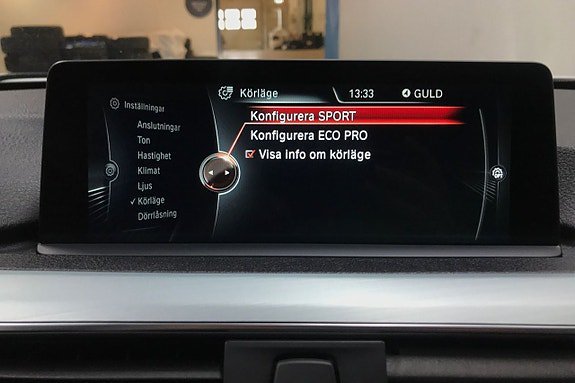 Körläge 13:33 GULD
Inställningar
Anslutningar
Ton
Hastighet
Klimat
Ljus
Körläge
Dörrlåsning
Konfigurera SPORT
Konfigurera ECO PRO
Visa info om körläge
OFF